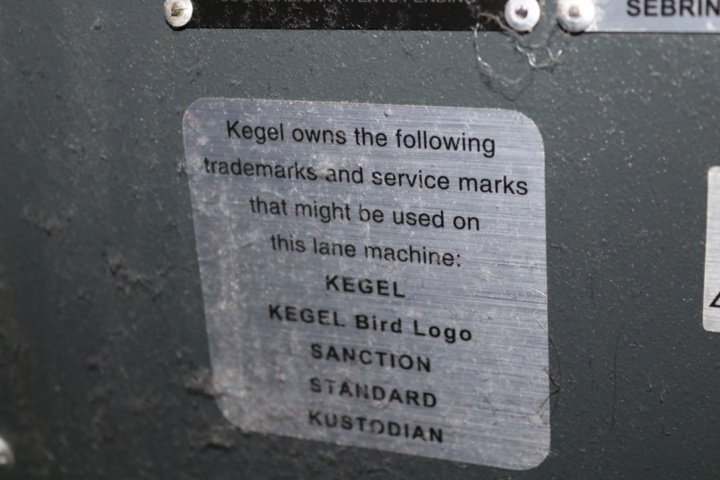 SEBRIN
Kegel owns the following
trademarks and service marks
that might be used on
this lane machine:
KEGEL
KEGEL Bird Logo
SANCTION
STANDARD
KUSTODIAN